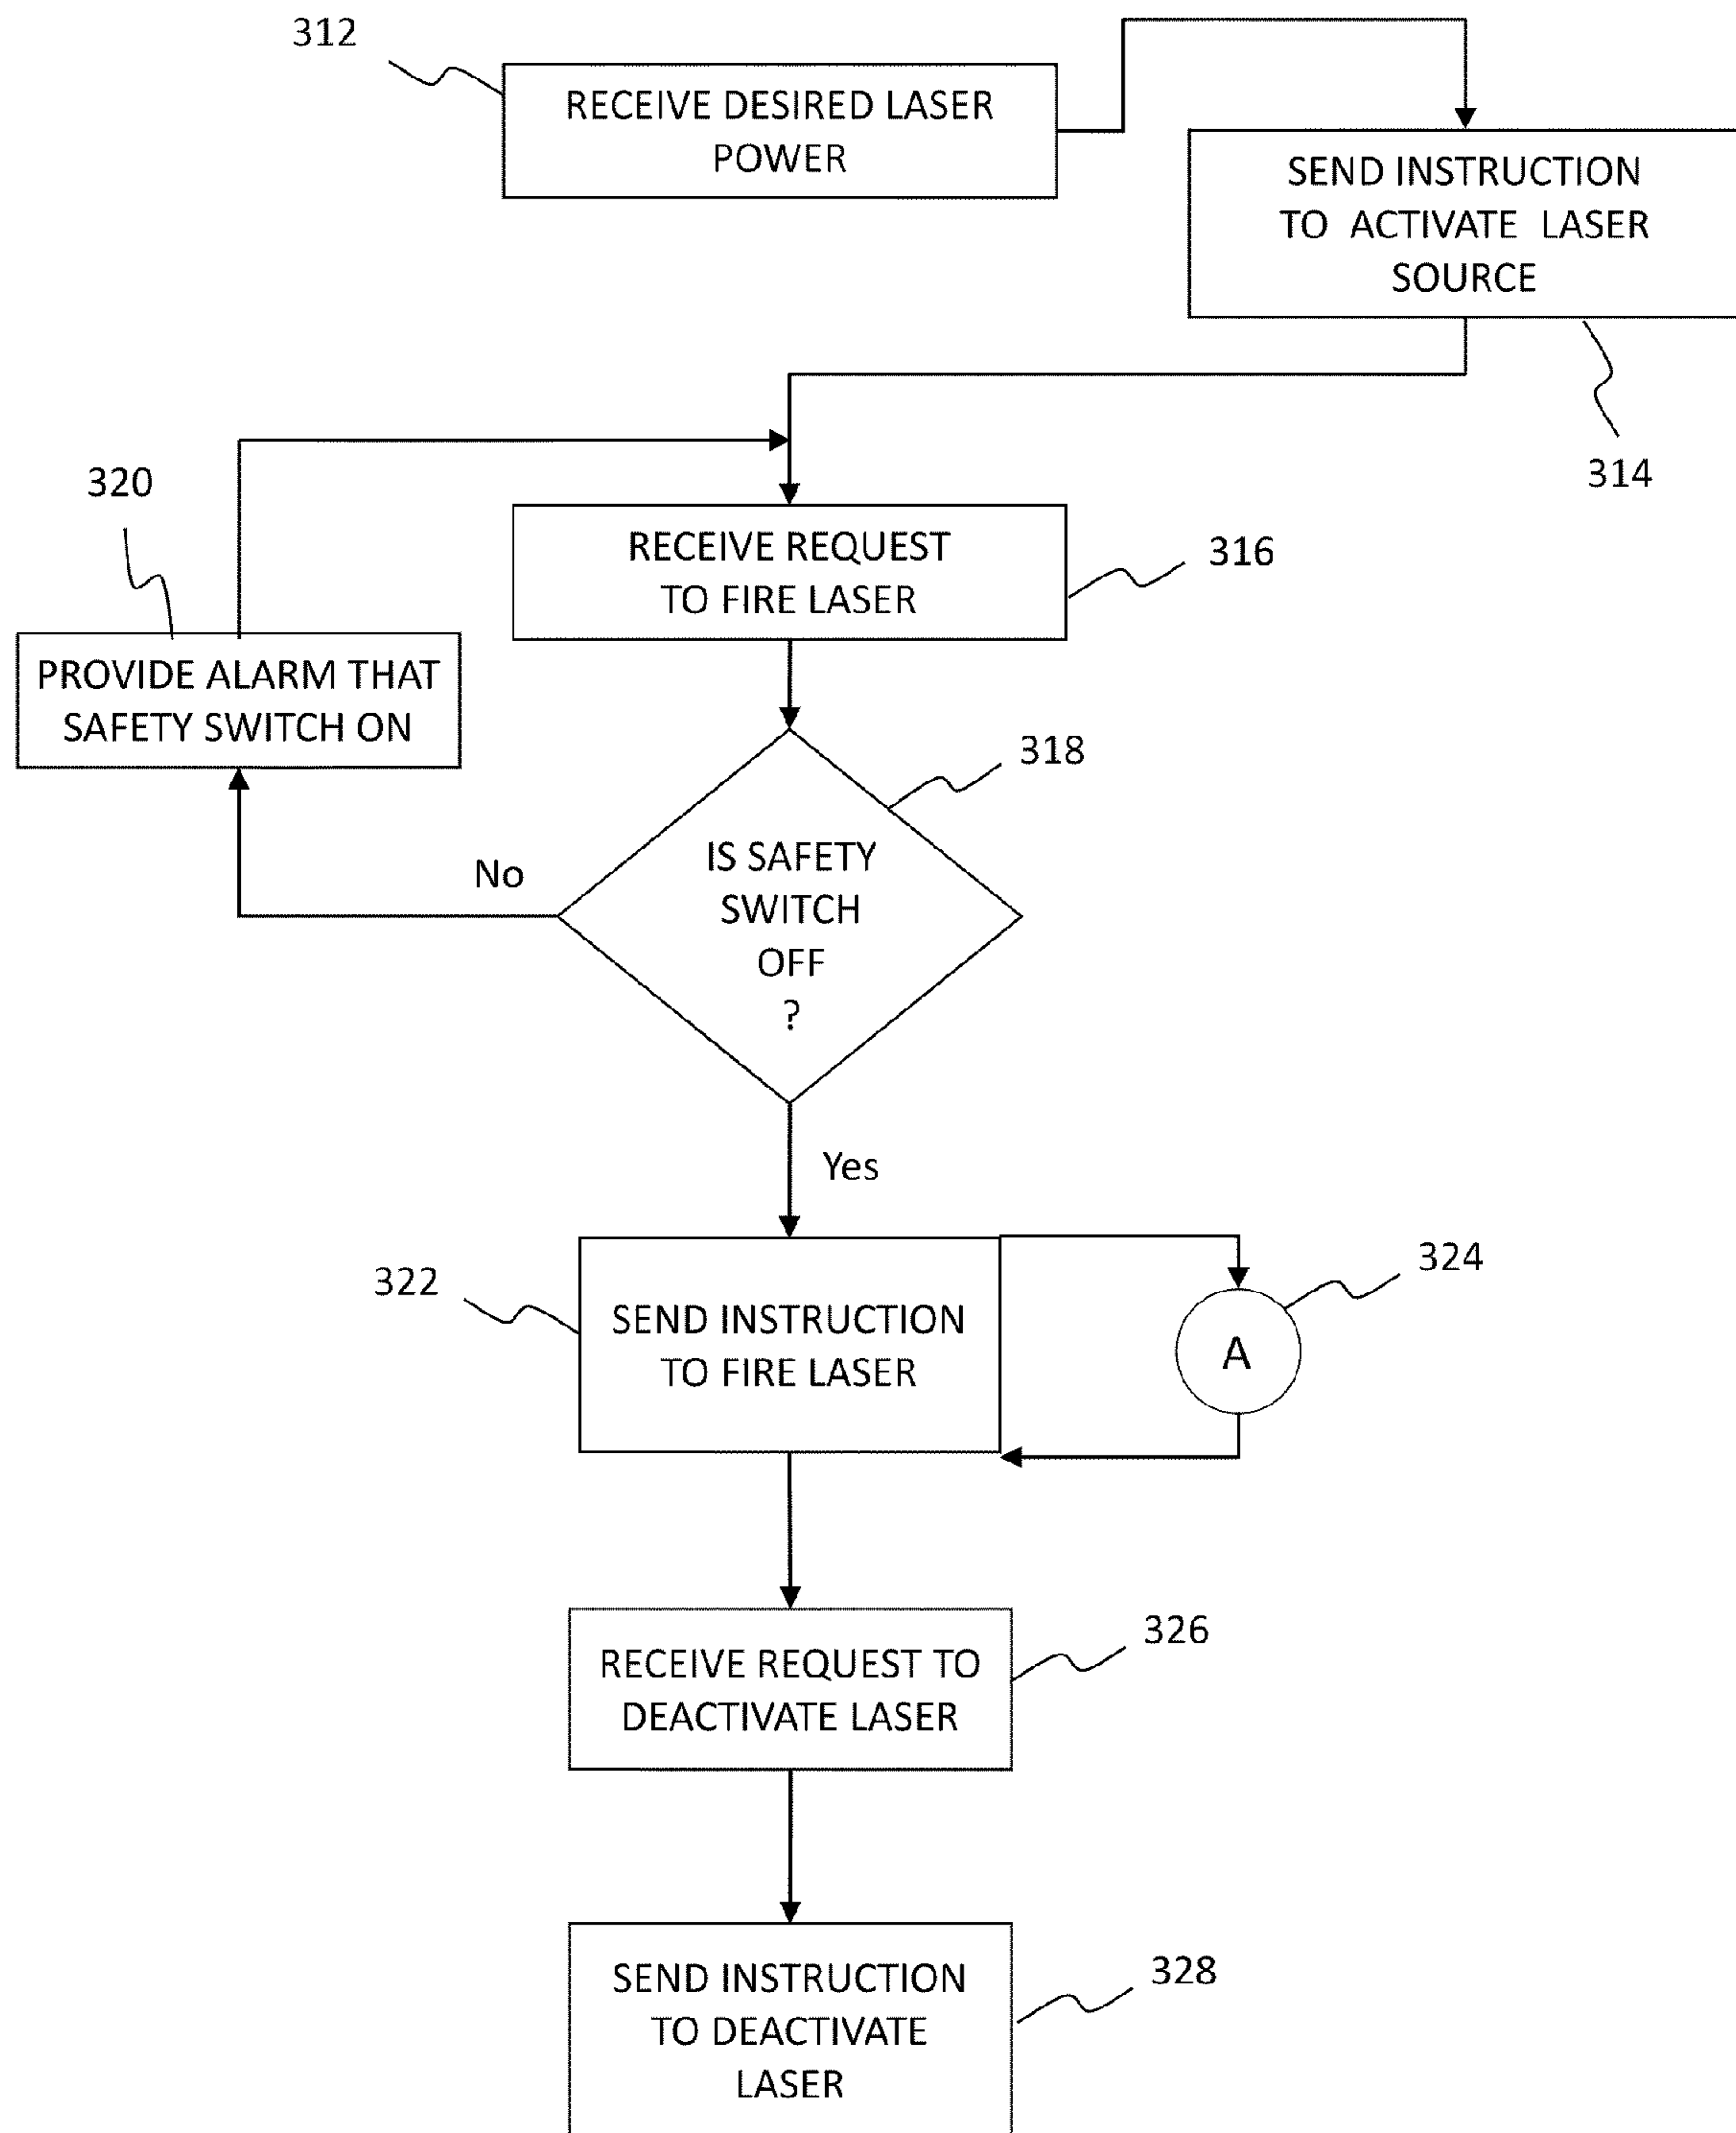 312
RECEIVE DESIRED LASER
POWER
SEND INSTRUCTION
TO ACTIVATE LASER
SOURCE
314
320
RECEIVE REQUEST
TO FIRE LASER
316
PROVIDE ALARM THAT
SAFETY SWITCH ON
318
No
IS SAFETY
SWITCH
OFF
?
Yes
322
SEND INSTRUCTION
TO FIRE LASER
324
A
326
RECEIVE REQUEST TO
DEACTIVATE LASER
328
SEND INSTRUCTION
TO DEACTIVATE
LASER